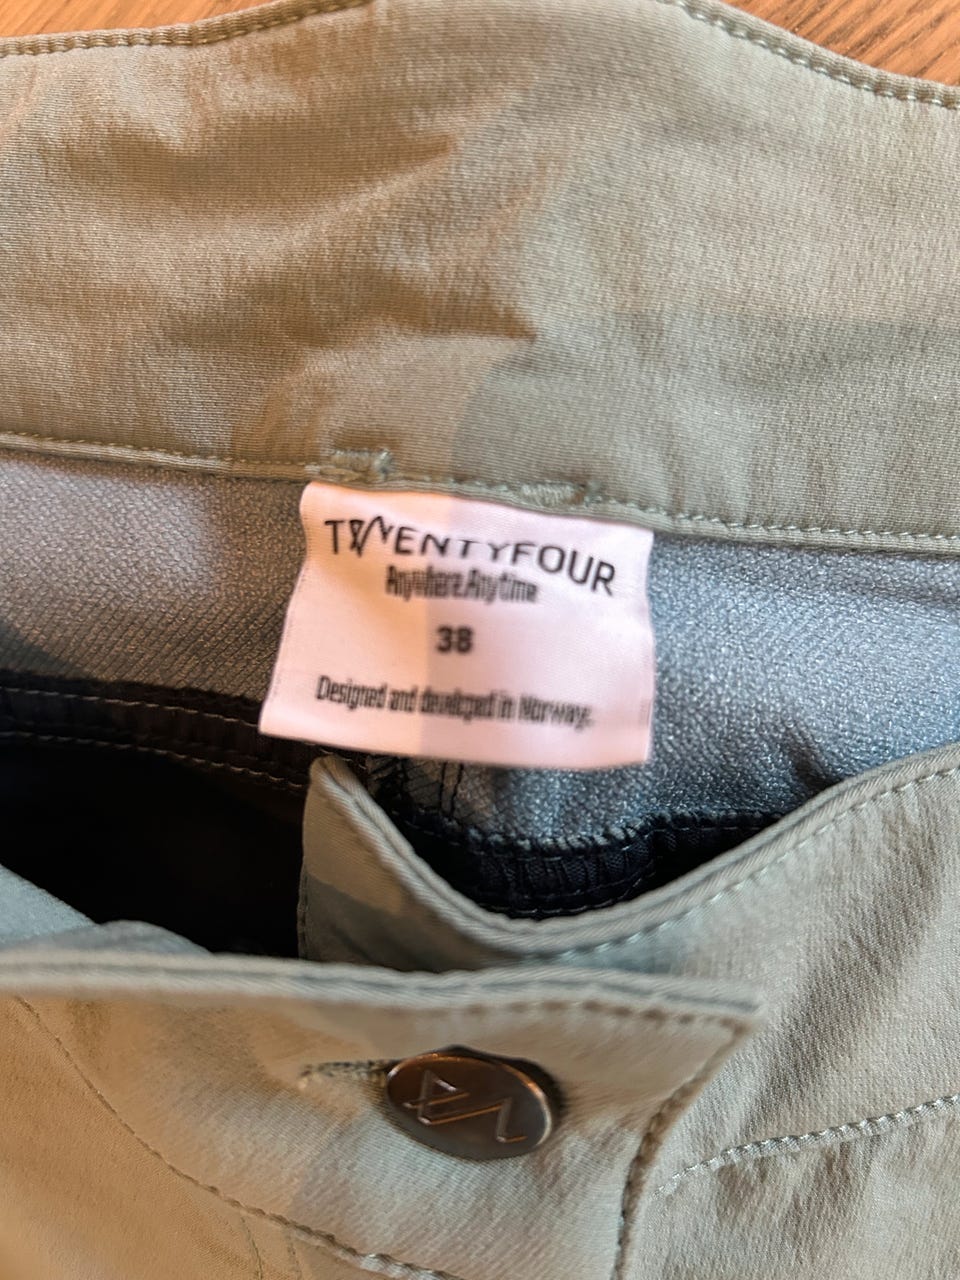 TWENTYFOUR
Anywhere.Anytime
38
Designed and developed in Norway.